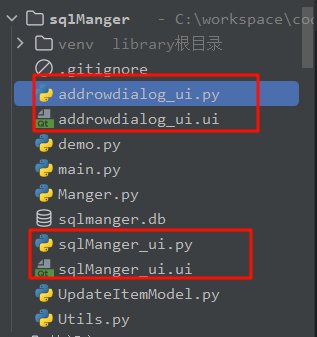 sqlManger - C:\workspace\coo
venv library根目录
.gitignore
addrowdialog_ui.py
addrowdialog_ui.ui
demo.py
main.py
Manger.py
sqlmanger.db
sqlManger_ui.py
sqlManger_ui.ui
UpdateItemModel.py
Utils.py